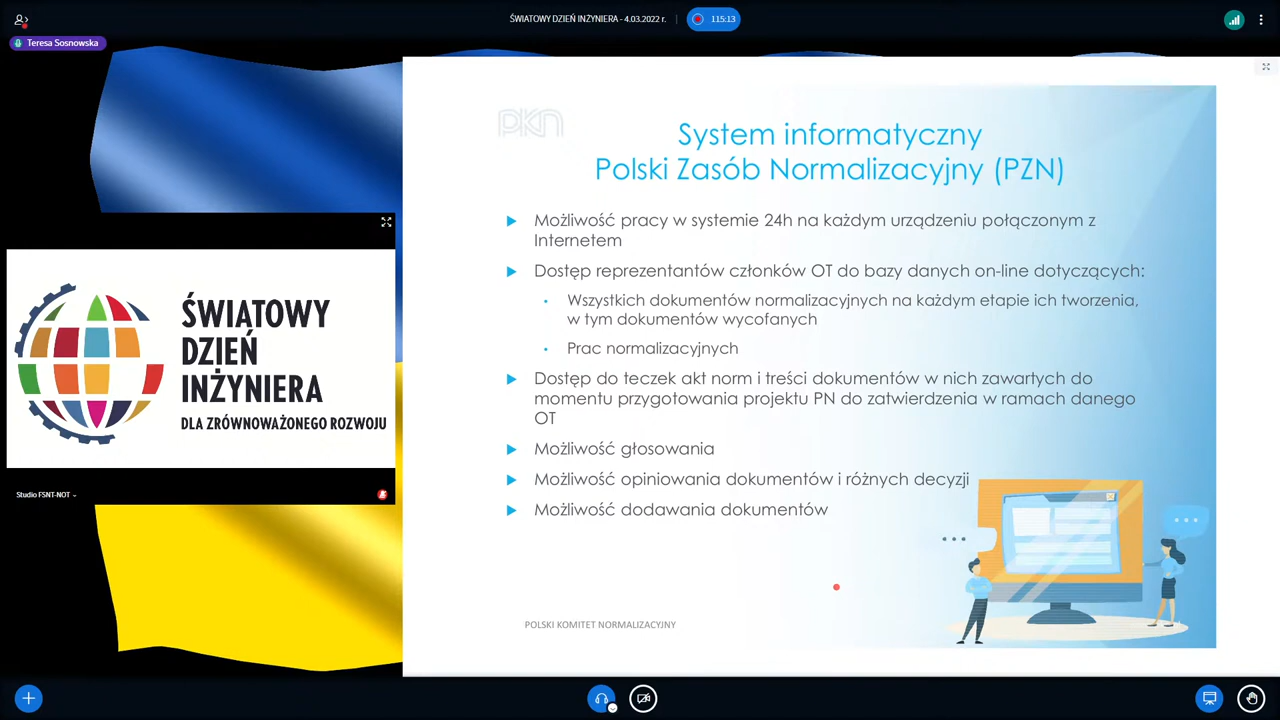 ŚWIATOWY DZIEŃ INŻYNIERA - 4.03.2022 r.
115:13
Teresa Sosnowska
ŚWIATOWY
DZIEŃ
INŻYNIERA
DLA ZRÓWNOWAŻONEGO ROZWOJU
Studio FSNT-NOT
PKN
System informatyczny
Polski Zasób Normalizacyjny (PZN)
Możliwość pracy w systemie 24h na każdym urządzeniu połączonym z
Internetem
Dostęp reprezentantów członków OT do bazy danych on-line dotyczących:
Wszystkich dokumentów normalizacyjnych na każdym etapie ich tworzenia,
w tym dokumentów wycofanych
Prac normalizacyjnych
Dostęp do teczek akt norm i treści dokumentów w nich zawartych do
momentu przygotowania projektu PN do zatwierdzenia w ramach danego
OT
Możliwość głosowania
Możliwość opiniowania dokumentów i różnych decyzji
Możliwość dodawania dokumentów
POLSKI KOMITET NORMALIZACYJNY